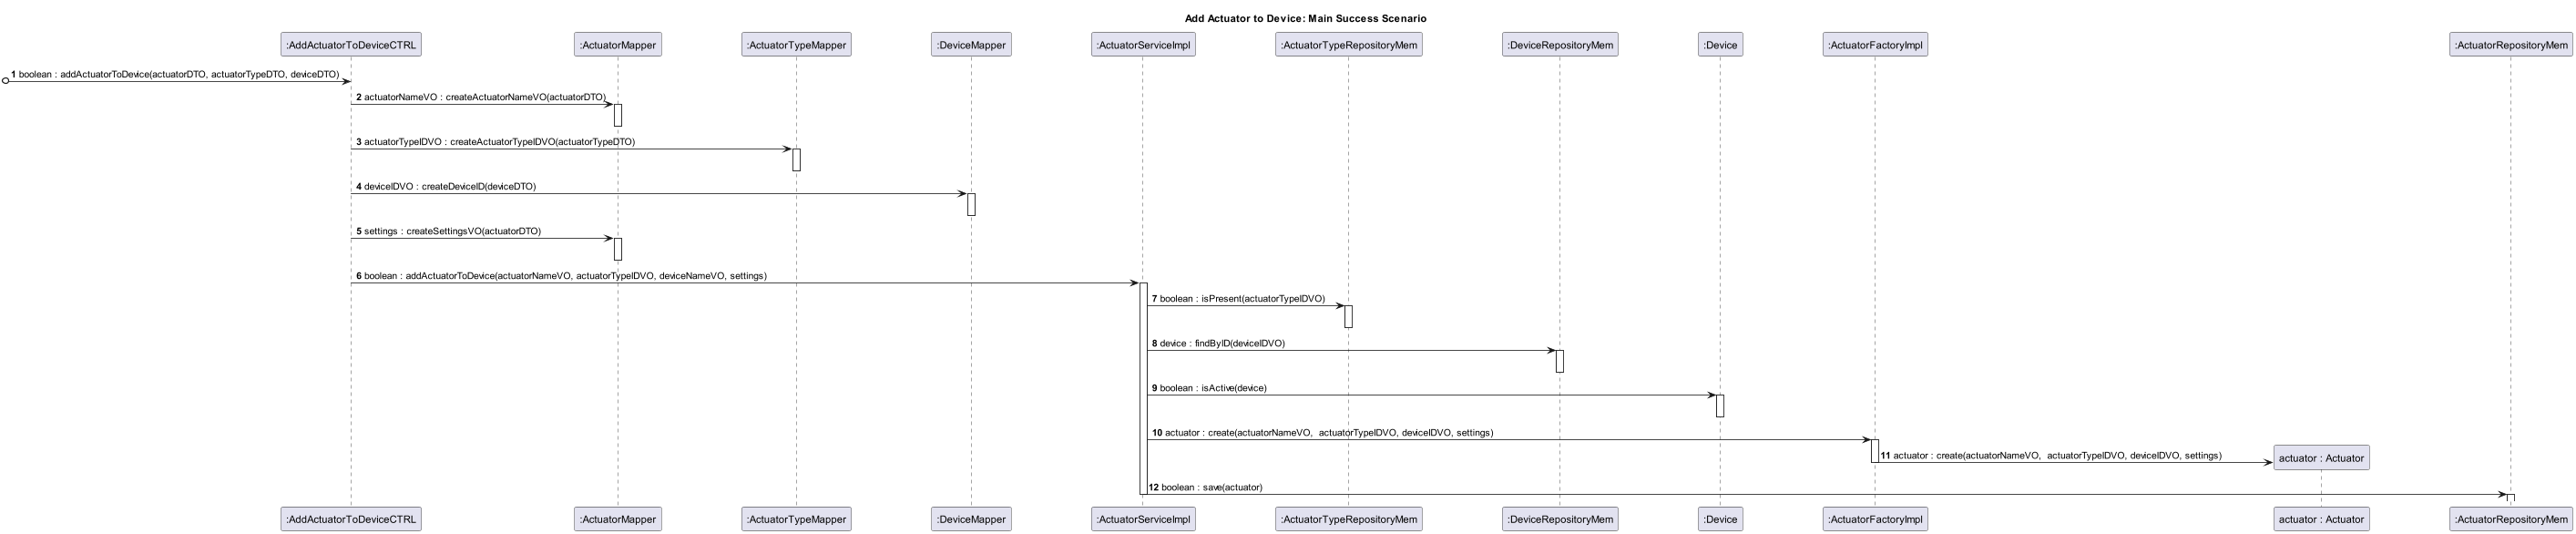 Add Actuator to Device: Main Success Scenario
:AddActuatorToDeviceCTRL :ActuatorMapper :ActuatorTypeMapper :DeviceMapper :ActuatorServiceImpl :ActuatorTypeRepositoryMem :DeviceRepositoryMem :Device :ActuatorFactoryImpl :ActuatorRepositoryMem
1 boolean : addActuatorToDevice(actuatorDTO, actuatorTypeDTO, deviceDTO)
2 actuatorNameVO : createActuatorNameVO(actuatorDTO)
3 actuatorTypeIDVO : createActuatorTypeIDVO(actuatorTypeDTO)
4 deviceIDVO : createDeviceID(deviceDTO)
5 settings : createSettingsVO(actuatorDTO)
6 boolean : addActuatorToDevice(actuatorNameVO, actuatorTypeIDVO, deviceNameVO, settings)
7 boolean : isPresent(actuatorTypeIDVO)
8 device : findByID(deviceIDVO)
9 boolean : isActive(device)
10 actuator : create(actuatorNameVO,  actuatorTypeIDVO, deviceIDVO, settings)
11 actuator : create(actuatorNameVO,  actuatorTypeIDVO, deviceIDVO, settings) actuator : Actuator
12 boolean : save(actuator)
:AddActuatorToDeviceCTRL :ActuatorMapper :ActuatorTypeMapper :DeviceMapper :ActuatorServiceImpl :ActuatorTypeRepositoryMem :DeviceRepositoryMem :Device :ActuatorFactoryImpl actuator : Actuator :ActuatorRepositoryMem